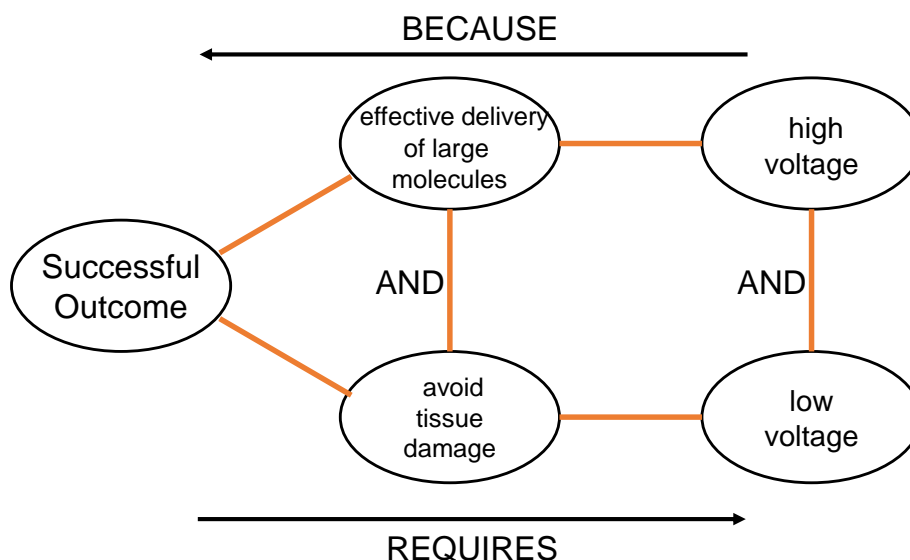 BECAUSE
effective delivery
of large
molecules
high
voltage
Successful
Outcome
AND
AND
avoid
tissue
damage
low
voltage
REQUIRES